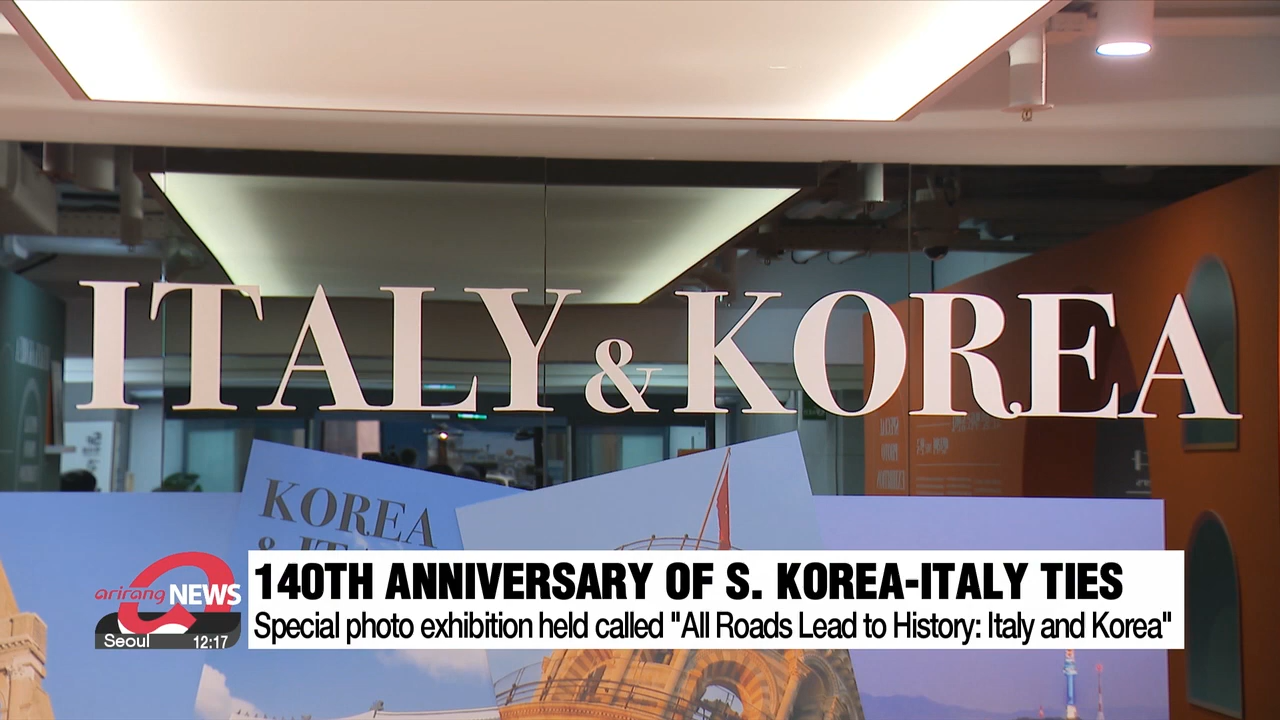 ITALY & KOREA
KOREA
arirang NEWS
Seoul 12:17
140TH ANNIVERSARY OF S. KOREA-ITALY TIES
Special photo exhibition held called "All Roads Lead to History: Italy and Korea"